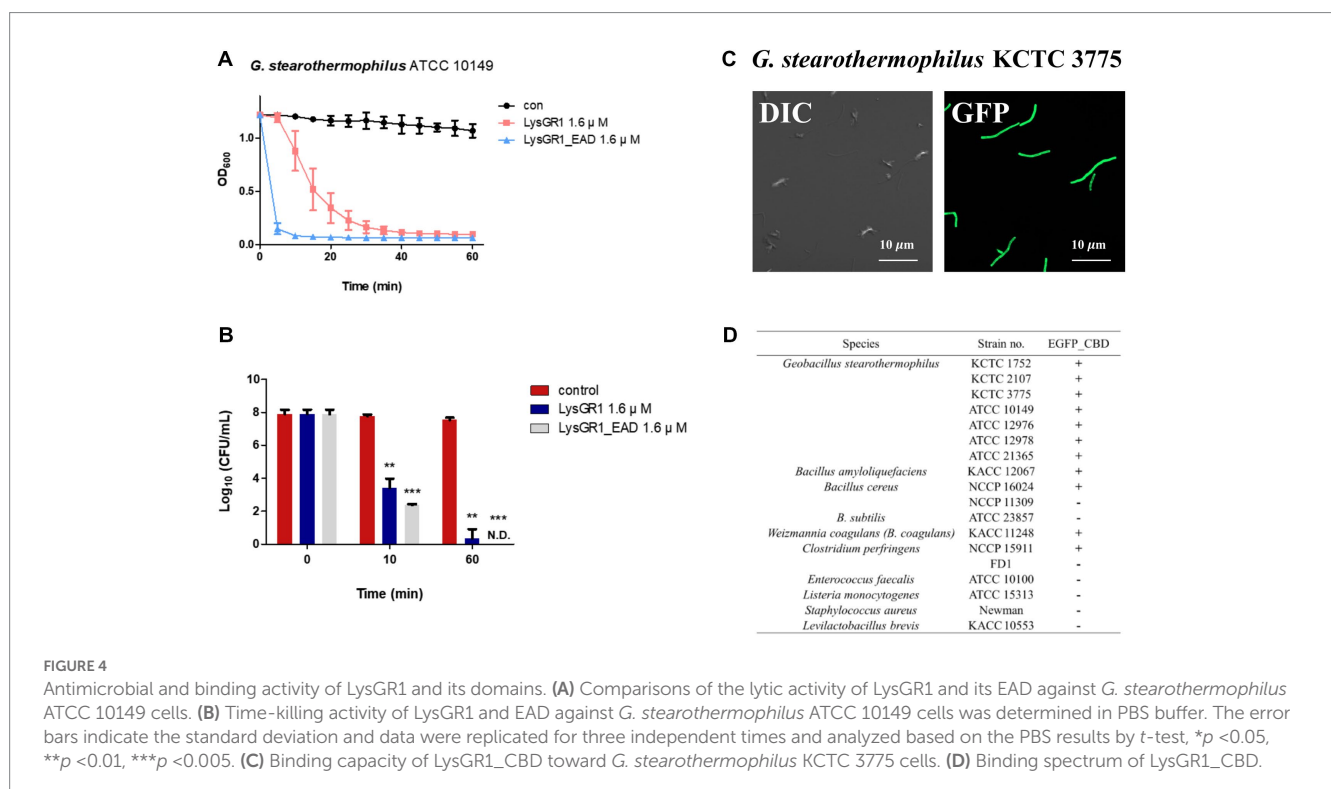 A
G. stearothermophilus ATCC 10149
con
LysGR1 1.6 μ M
LysGR1_EAD 1.6 μ M
OD600
1.0
0.5
0.0
0 20 40 60
Time (min)
B
control
LysGR1 1.6 μ M
LysGR1_EAD 1.6 μ M
Log10 (CFU/mL)
10
8
6
4
2
0
** *** ** *** N.D.
0 10 60
Time (min)
C G. stearothermophilus KCTC 3775
DIC GFP
10 μm 10 μm
D
Species Strain no. EGFP_CBD
Geobacillus stearothermophilus KCTC 1752 +
KCTC 2107 +
KCTC 3775 +
ATCC 10149 +
ATCC 12976 +
ATCC 12978 +
ATCC 21365 +
Bacillus amyloliquefaciens KACC 12067 +
Bacillus cereus NCCP 16024 +
NCCP 11309 -
B. subtilis ATCC 23857 -
Weizmannia coagulans (B. coagulans) KACC 11248 +
Clostridium perfringens NCCP 15911 +
FD1 -
Enterococcus faecalis ATCC 10100 -
Listeria monocytogenes ATCC 15313 -
Staphylococcus aureus Newman -
Levilactobacillus brevis KACC 10553 -
FIGURE 4
Antimicrobial and binding activity of LysGR1 and its domains. (A) Comparisons of the lytic activity of LysGR1 and its EAD against G. stearothermophilus
ATCC 10149 cells. (B) Time-killing activity of LysGR1 and EAD against G. stearothermophilus ATCC 10149 cells was determined in PBS buffer. The error
bars indicate the standard deviation and data were replicated for three independent times and analyzed based on the PBS results by t-test, *p <0.05,
**p <0.01, ***p <0.005. (C) Binding capacity of LysGR1_CBD toward G. stearothermophilus KCTC 3775 cells. (D) Binding spectrum of LysGR1_CBD.